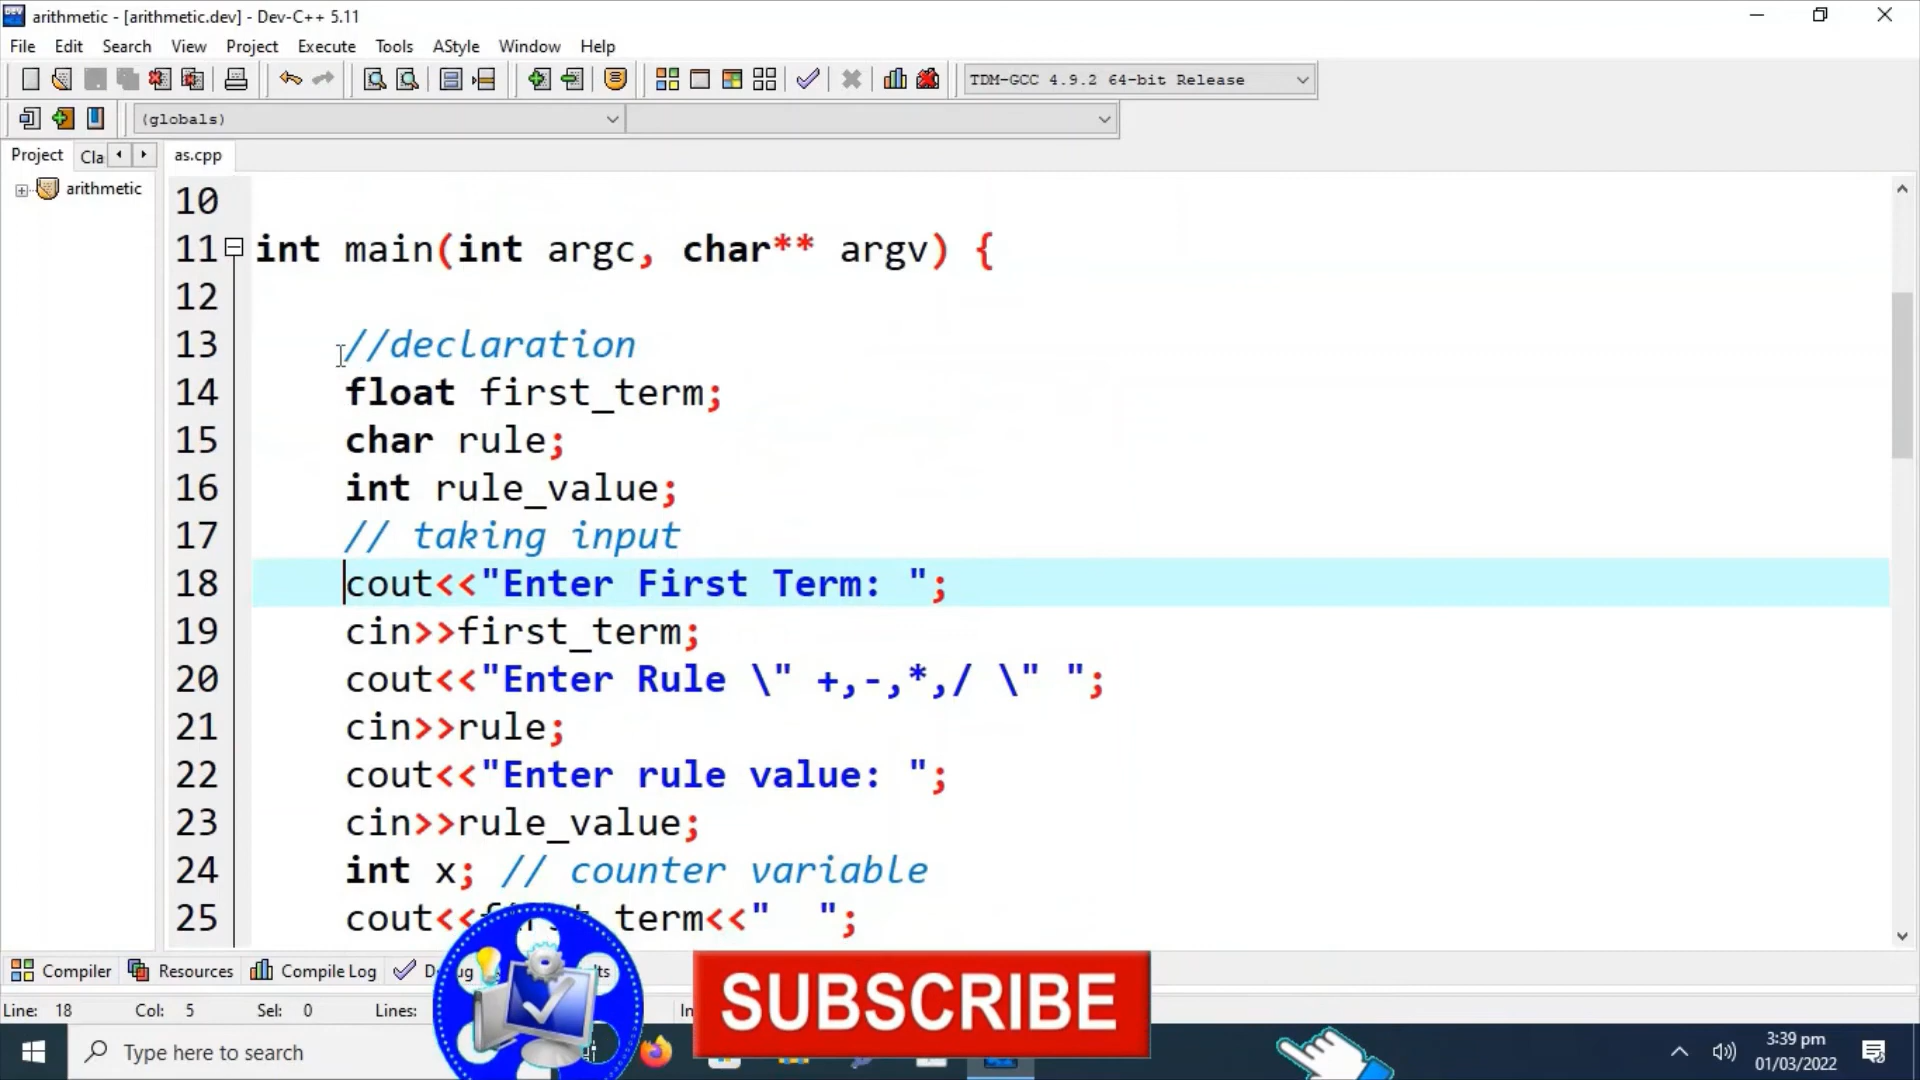 arithmetic - [arithmetic.dev] - Dev-C++ 5.11
File Edit Search View Project Execute Tools AStyle Window Help
TDM-GCC 4.9.2 64-bit Release
(globals)
Project Cla as.cpp
arithmetic
10
11 int main(int argc, char** argv) {
12
13 //declaration
14 float first_term;
15 char rule;
16 int rule_value;
17 // taking input
18 cout<<"Enter First Term: ";
19 cin>>first_term;
20 cout<<"Enter Rule \" +,-,*,/ \" ";
21 cin>>rule;
22 cout<<"Enter rule value: ";
23 cin>>rule_value;
24 int x; // counter variable
25 cout<<first_term<<"  ";
Compiler Resources Compile Log
Line: 18 Col: 5 Sel: 0 Lines:
SUBSCRIBE
Type here to search
3:39 pm
01/03/2022